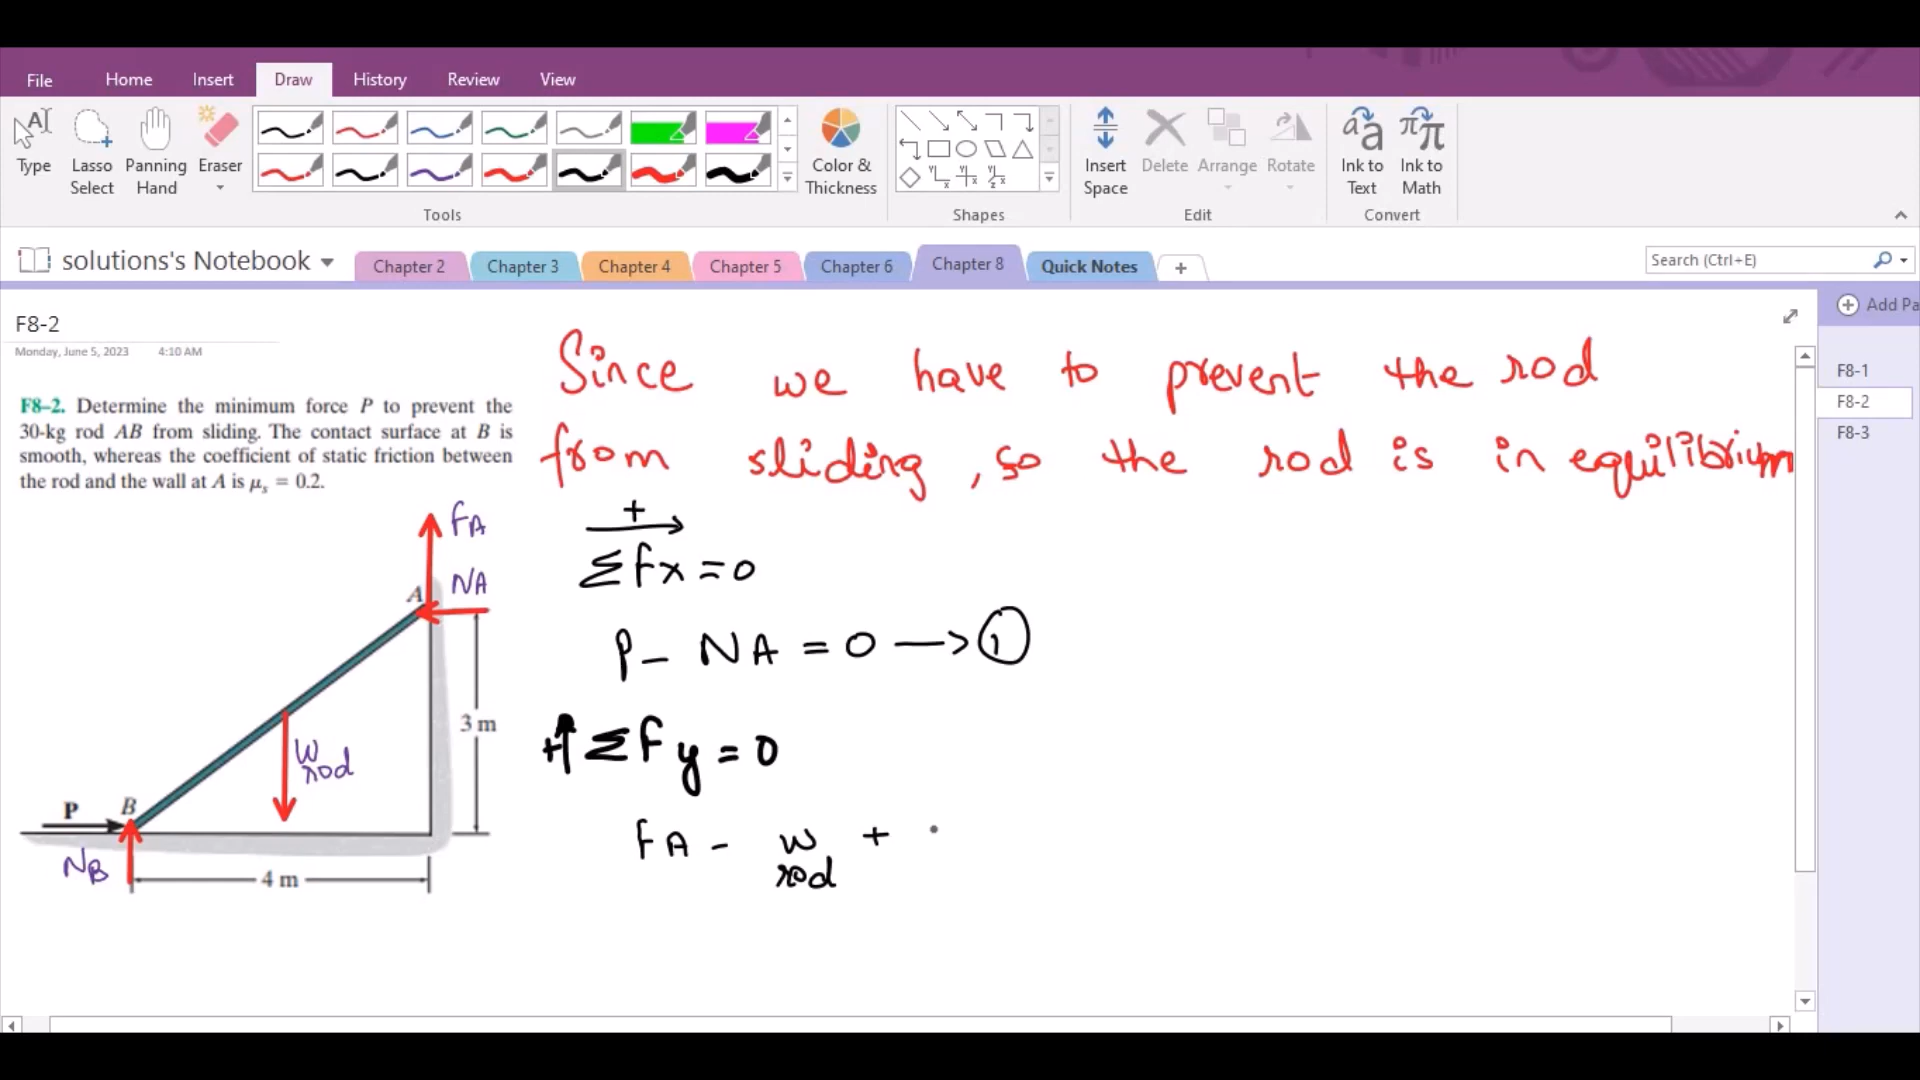 File Home Insert Draw History Review View
Type
Lasso Select
Panning Hand
Eraser
Color & Thickness
Insert Space
Delete
Arrange
Rotate
Ink to Text
Ink to Math
Tools
Shapes
Edit
Convert
solutions's Notebook
Chapter 2 Chapter 3 Chapter 4 Chapter 5 Chapter 6 Chapter 8 Quick Notes +
Search (Ctrl+E)
Add Pa
F8-1
F8-2
F8-3
F8-2
Monday, June 5, 2023 4:10 AM
F8–2. Determine the minimum force P to prevent the
30-kg rod AB from sliding. The contact surface at B is
smooth, whereas the coefficient of static friction between
the rod and the wall at A is μs = 0.2.
FA
NA
A
3 m
W rod
P
B
NB
4 m
Since we have to prevent the rod
from sliding, so the rod is in equilibrium
+
ΣFx = 0
P - NA = 0 → 1
+↑ ΣFy = 0
FA - W rod +